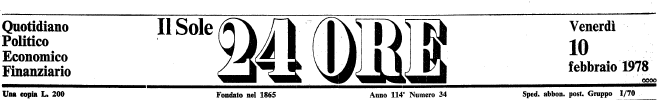 Quotidiano
Politico
Economico
Finanziario
Il Sole
24 ORE
Venerdì
10
febbraio 1978
Una copia L. 200
Fondato nel 1865
Anno 114° Numero 34
Sped. abbon. post. Gruppo I/70